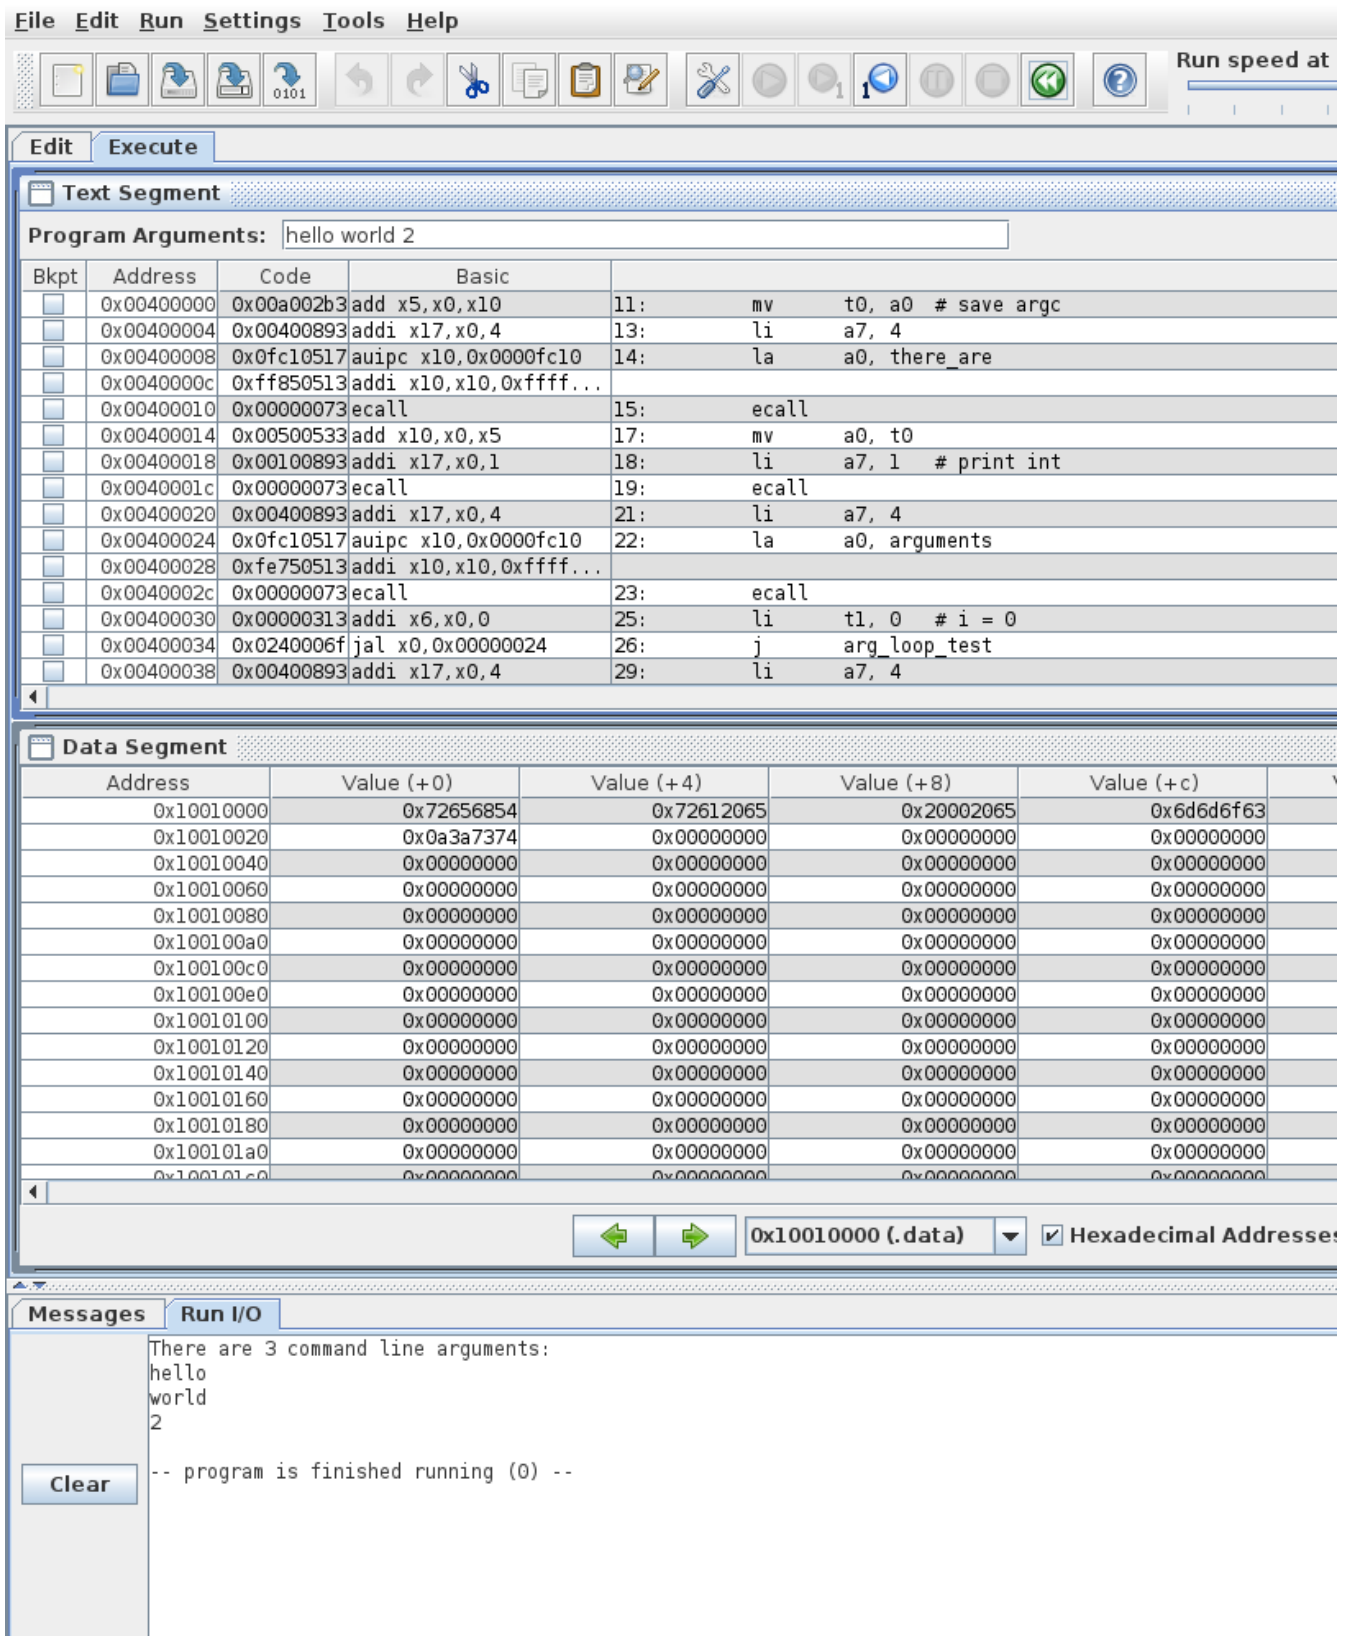 File Edit Run Settings Tools Help
0101
1
1
Run speed at
Edit Execute
Text Segment
Program Arguments: hello world 2
Bkpt Address Code Basic
0x00400000 0x00a002b3 add x5,x0,x10 11: mv t0, a0 # save argc
0x00400004 0x00400893 addi x17,x0,4 13: li a7, 4
0x00400008 0x0fc10517 auipc x10,0x0000fc10 14: la a0, there_are
0x0040000c 0xff850513 addi x10,x10,0xffff...
0x00400010 0x00000073 ecall 15: ecall
0x00400014 0x00500533 add x10,x0,x5 17: mv a0, t0
0x00400018 0x00100893 addi x17,x0,1 18: li a7, 1 # print int
0x0040001c 0x00000073 ecall 19: ecall
0x00400020 0x00400893 addi x17,x0,4 21: li a7, 4
0x00400024 0x0fc10517 auipc x10,0x0000fc10 22: la a0, arguments
0x00400028 0xfe750513 addi x10,x10,0xffff...
0x0040002c 0x00000073 ecall 23: ecall
0x00400030 0x00000313 addi x6,x0,0 25: li t1, 0 # i = 0
0x00400034 0x0240006f jal x0,0x00000024 26: j arg_loop_test
0x00400038 0x00400893 addi x17,x0,4 29: li a7, 4
Data Segment
Address Value (+0) Value (+4) Value (+8) Value (+c)
0x10010000 0x72656854 0x72612065 0x20002065 0x6d6d6f63
0x10010020 0x0a3a7374 0x00000000 0x00000000 0x00000000
0x10010040 0x00000000 0x00000000 0x00000000 0x00000000
0x10010060 0x00000000 0x00000000 0x00000000 0x00000000
0x10010080 0x00000000 0x00000000 0x00000000 0x00000000
0x100100a0 0x00000000 0x00000000 0x00000000 0x00000000
0x100100c0 0x00000000 0x00000000 0x00000000 0x00000000
0x100100e0 0x00000000 0x00000000 0x00000000 0x00000000
0x10010100 0x00000000 0x00000000 0x00000000 0x00000000
0x10010120 0x00000000 0x00000000 0x00000000 0x00000000
0x10010140 0x00000000 0x00000000 0x00000000 0x00000000
0x10010160 0x00000000 0x00000000 0x00000000 0x00000000
0x10010180 0x00000000 0x00000000 0x00000000 0x00000000
0x100101a0 0x00000000 0x00000000 0x00000000 0x00000000
0x100101c0 0x00000000 0x00000000 0x00000000 0x00000000
0x10010000 (.data) Hexadecimal Addresses
Messages Run I/O
There are 3 command line arguments:
hello
world
2
-- program is finished running (0) --
Clear